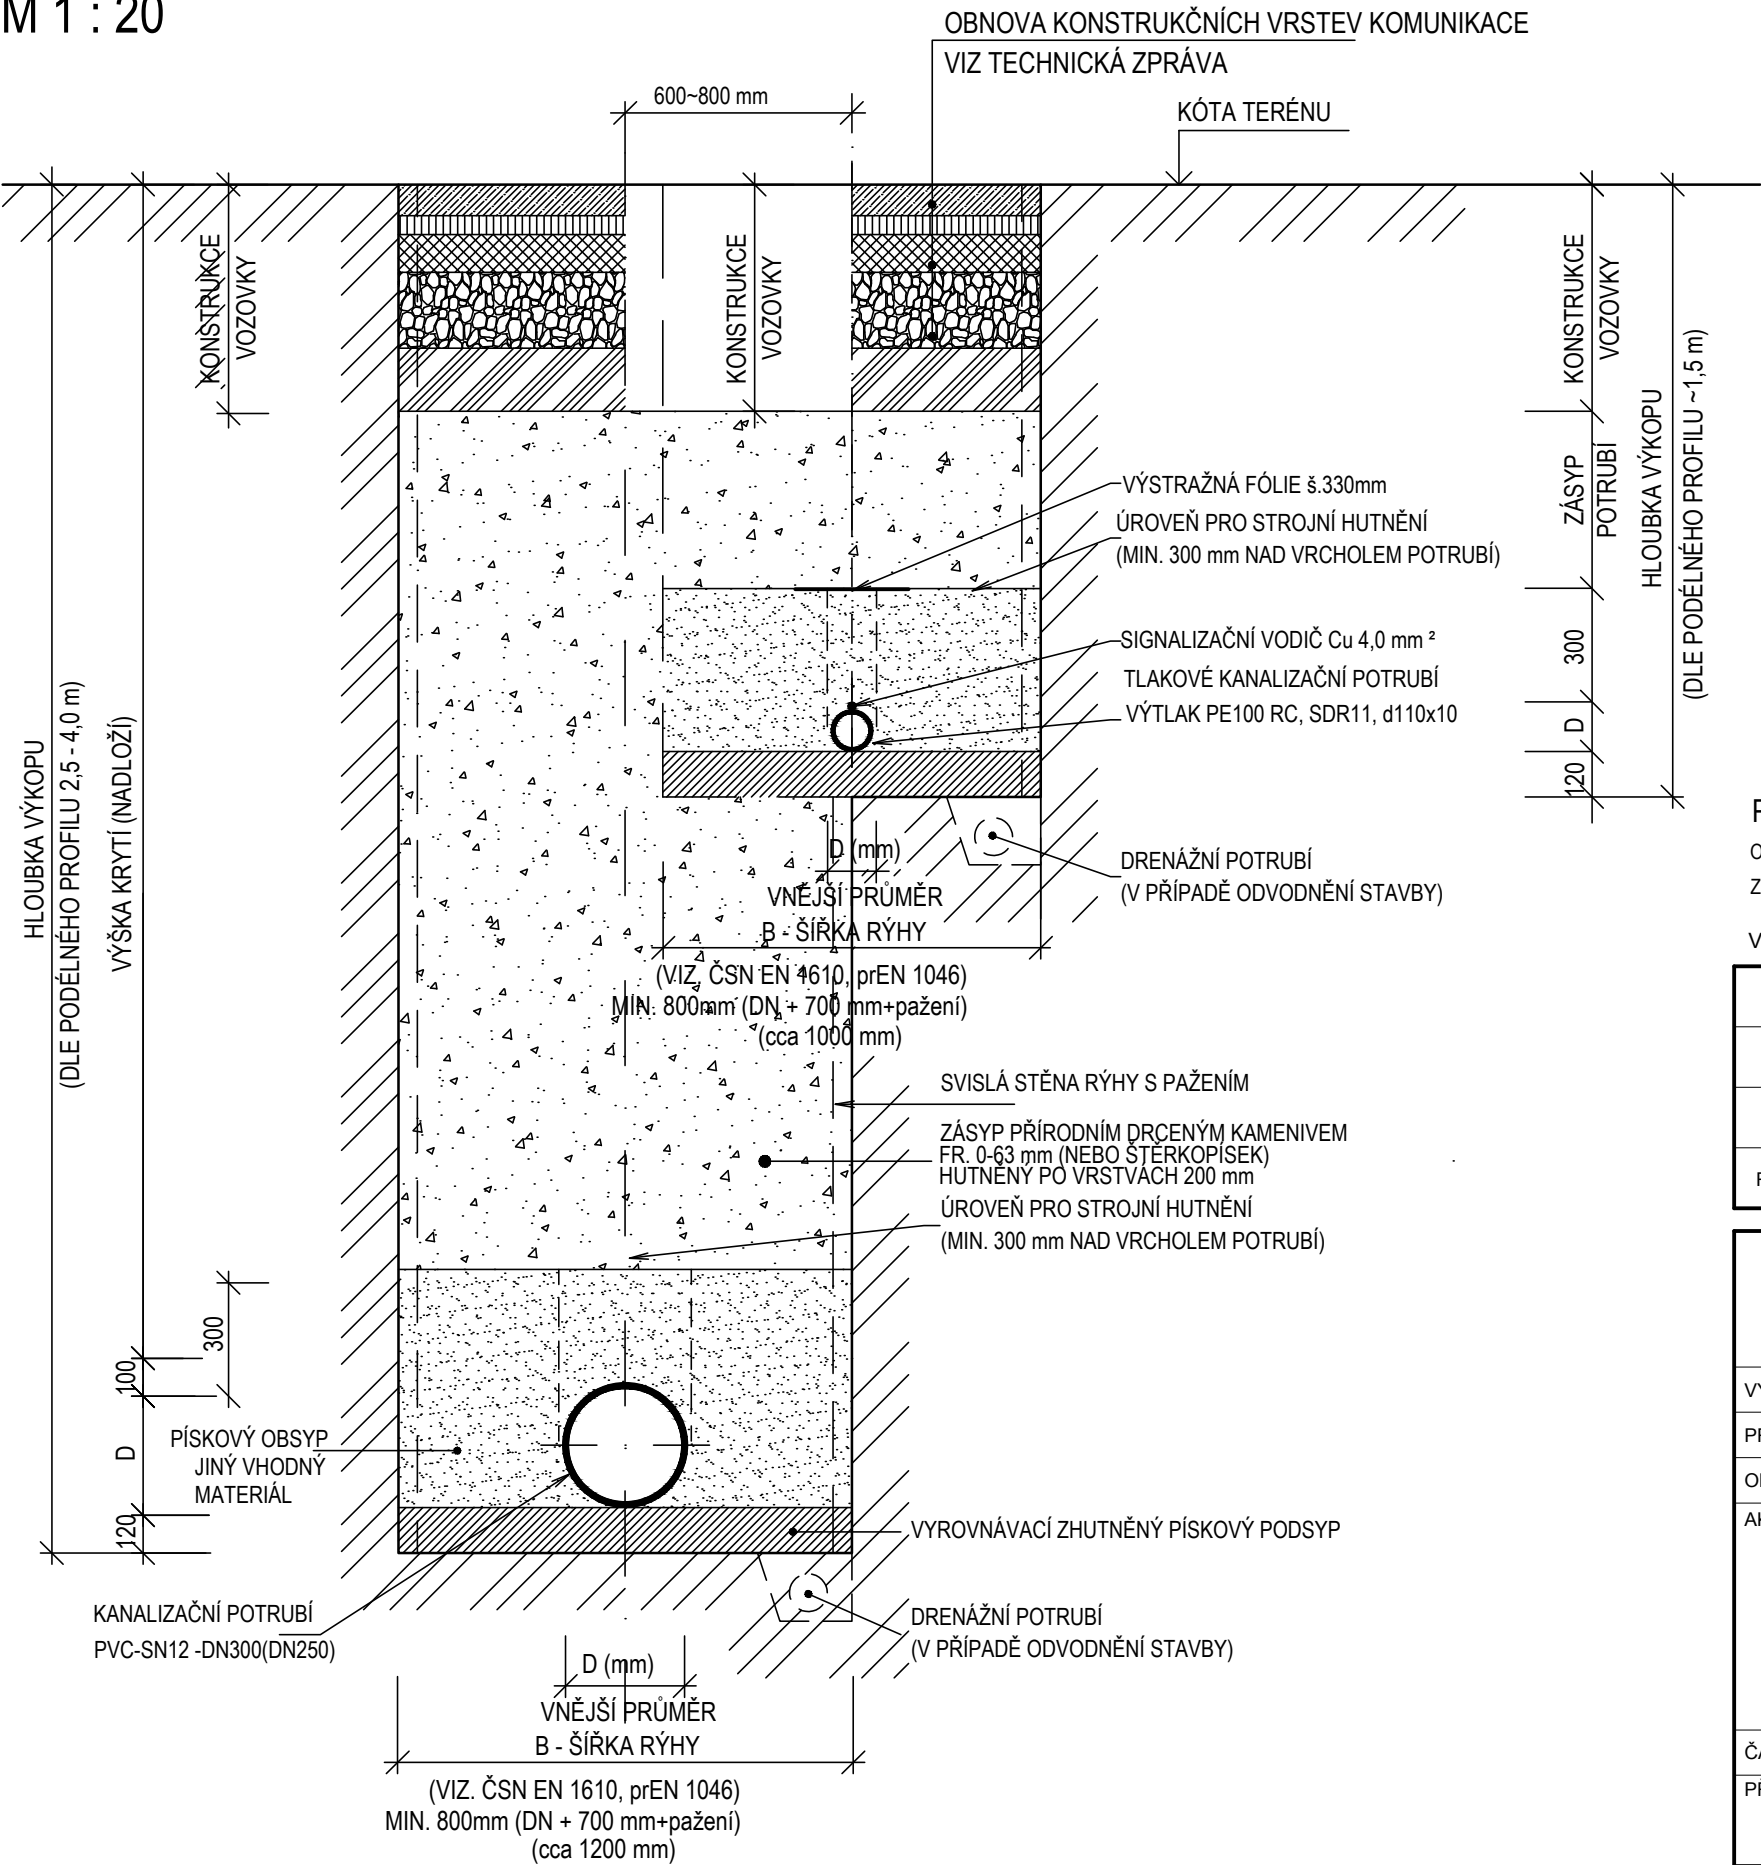 M 1 : 20
OBNOVA KONSTRUKČNÍCH VRSTEV KOMUNIKACE
VIZ TECHNICKÁ ZPRÁVA
600~800 mm
KÓTA TERÉNU
KONSTRUKCE
VOZOVKY
KONSTRUKCE
VOZOVKY
KONSTRUKCE
VOZOVKY
ZÁSYP
POTRUBÍ
HLOUBKA VÝKOPU
(DLE PODÉLNÉHO PROFILU ~1,5 m)
300
D
120
VÝSTRAŽNÁ FÓLIE š.330mm
ÚROVEŇ PRO STROJNÍ HUTNĚNÍ
(MIN. 300 mm NAD VRCHOLEM POTRUBÍ)
SIGNALIZAČNÍ VODIČ Cu 4,0 mm ²
TLAKOVÉ KANALIZAČNÍ POTRUBÍ
VÝTLAK PE100 RC, SDR11, d110x10
HLOUBKA VÝKOPU
(DLE PODÉLNÉHO PROFILU 2,5 - 4,0 m)
VÝŠKA KRYTÍ (NADLOŽÍ)
DRENÁŽNÍ POTRUBÍ
(V PŘÍPADĚ ODVODNĚNÍ STAVBY)
D (mm)
VNĚJŠÍ PRŮMĚR
B - ŠÍŘKA RÝHY
(VIZ. ČSN EN 1610, prEN 1046)
MIN. 800mm (DN + 700 mm+pažení)
(cca 1000 mm)
SVISLÁ STĚNA RÝHY S PAŽENÍM
ZÁSYP PŘÍRODNÍM DRCENÝM KAMENIVEM
FR. 0-63 mm (NEBO ŠTĚRKOPÍSEK)
HUTNĚNÝ PO VRSTVÁCH 200 mm
ÚROVEŇ PRO STROJNÍ HUTNĚNÍ
(MIN. 300 mm NAD VRCHOLEM POTRUBÍ)
300
100
D
120
PÍSKOVÝ OBSYP
JINÝ VHODNÝ
MATERIÁL
VYROVNÁVACÍ ZHUTNĚNÝ PÍSKOVÝ PODSYP
KANALIZAČNÍ POTRUBÍ
PVC-SN12 -DN300(DN250)
DRENÁŽNÍ POTRUBÍ
(V PŘÍPADĚ ODVODNĚNÍ STAVBY)
D (mm)
VNĚJŠÍ PRŮMĚR
B - ŠÍŘKA RÝHY
(VIZ. ČSN EN 1610, prEN 1046)
MIN. 800mm (DN + 700 mm+pažení)
(cca 1200 mm)